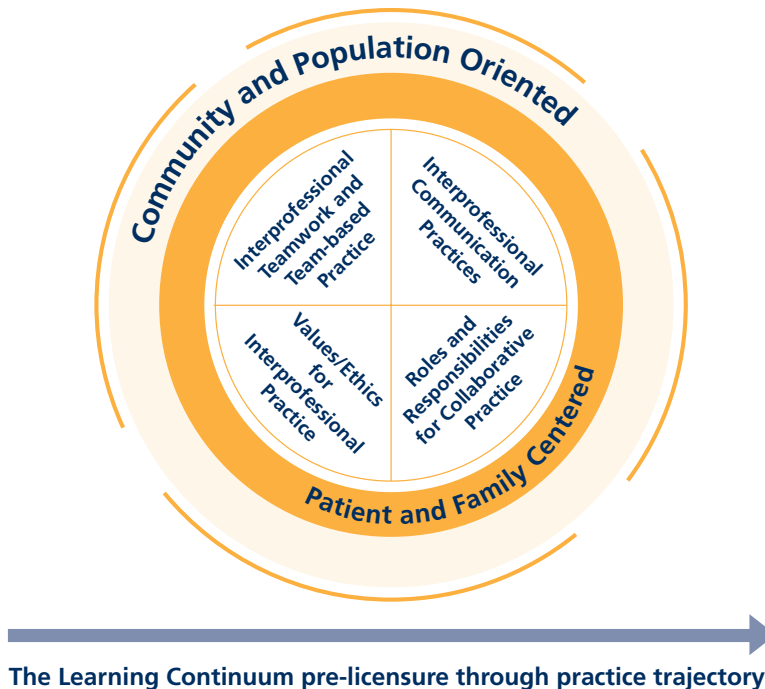 Community and Population Oriented
Interprofessional
Teamwork and
Team-based
Practice
Interprofessional
Communication
Practices
Values/Ethics
for
Interprofessional
Practice
Roles and
Responsibilities
for Collaborative
Practice
Patient and Family Centered
The Learning Continuum pre-licensure through practice trajectory